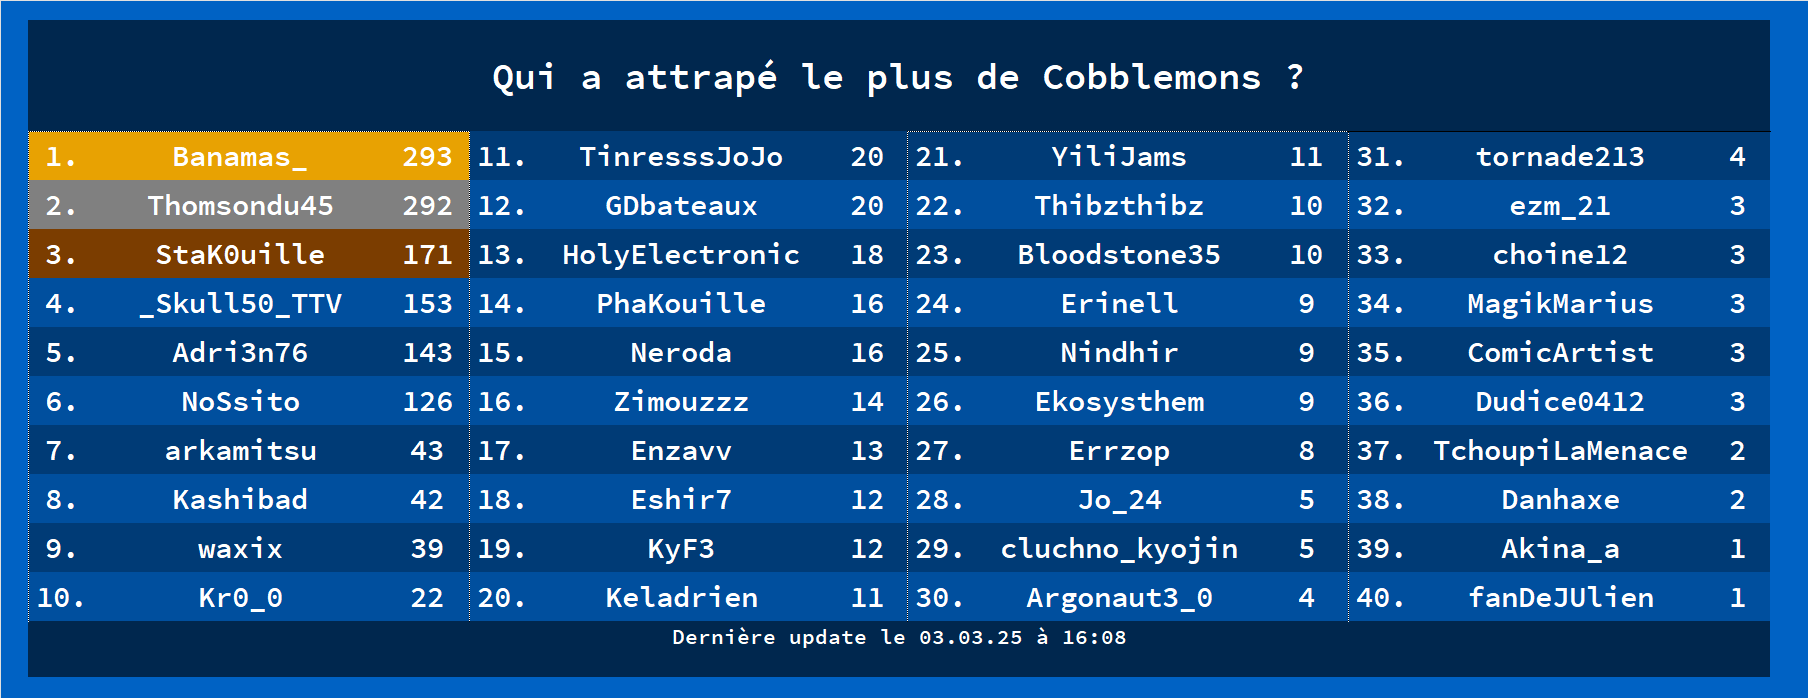 Qui a attrapé le plus de Cobblemons ?
1. Banamas_ 293 11. TinresssJoJo 20 21. YiliJams 11 31. tornade213 4
2. Thomsondu45 292 12. GDbateaux 20 22. Thibzthibz 10 32. ezm_21 3
3. StaK0uille 171 13. HolyElectronic 18 23. Bloodstone35 10 33. choine12 3
4. _Skull50_TTV 153 14. PhaKouille 16 24. Erinell 9 34. MagikMarius 3
5. Adri3n76 143 15. Neroda 16 25. Nindhir 9 35. ComicArtist 3
6. NoSsito 126 16. Zimouzzz 14 26. Ekosysthem 9 36. Dudice0412 3
7. arkamitsu 43 17. Enzavv 13 27. Errzop 8 37. TchoupiLaMenace 2
8. Kashibad 42 18. Eshir7 12 28. Jo_24 5 38. Danhaxe 2
9. waxix 39 19. KyF3 12 29. cluchno_kyojin 5 39. Akina_a 1
10. Kr0_0 22 20. Keladrien 11 30. Argonaut3_0 4 40. fanDeJUlien 1
Dernière update le 03.03.25 à 16:08